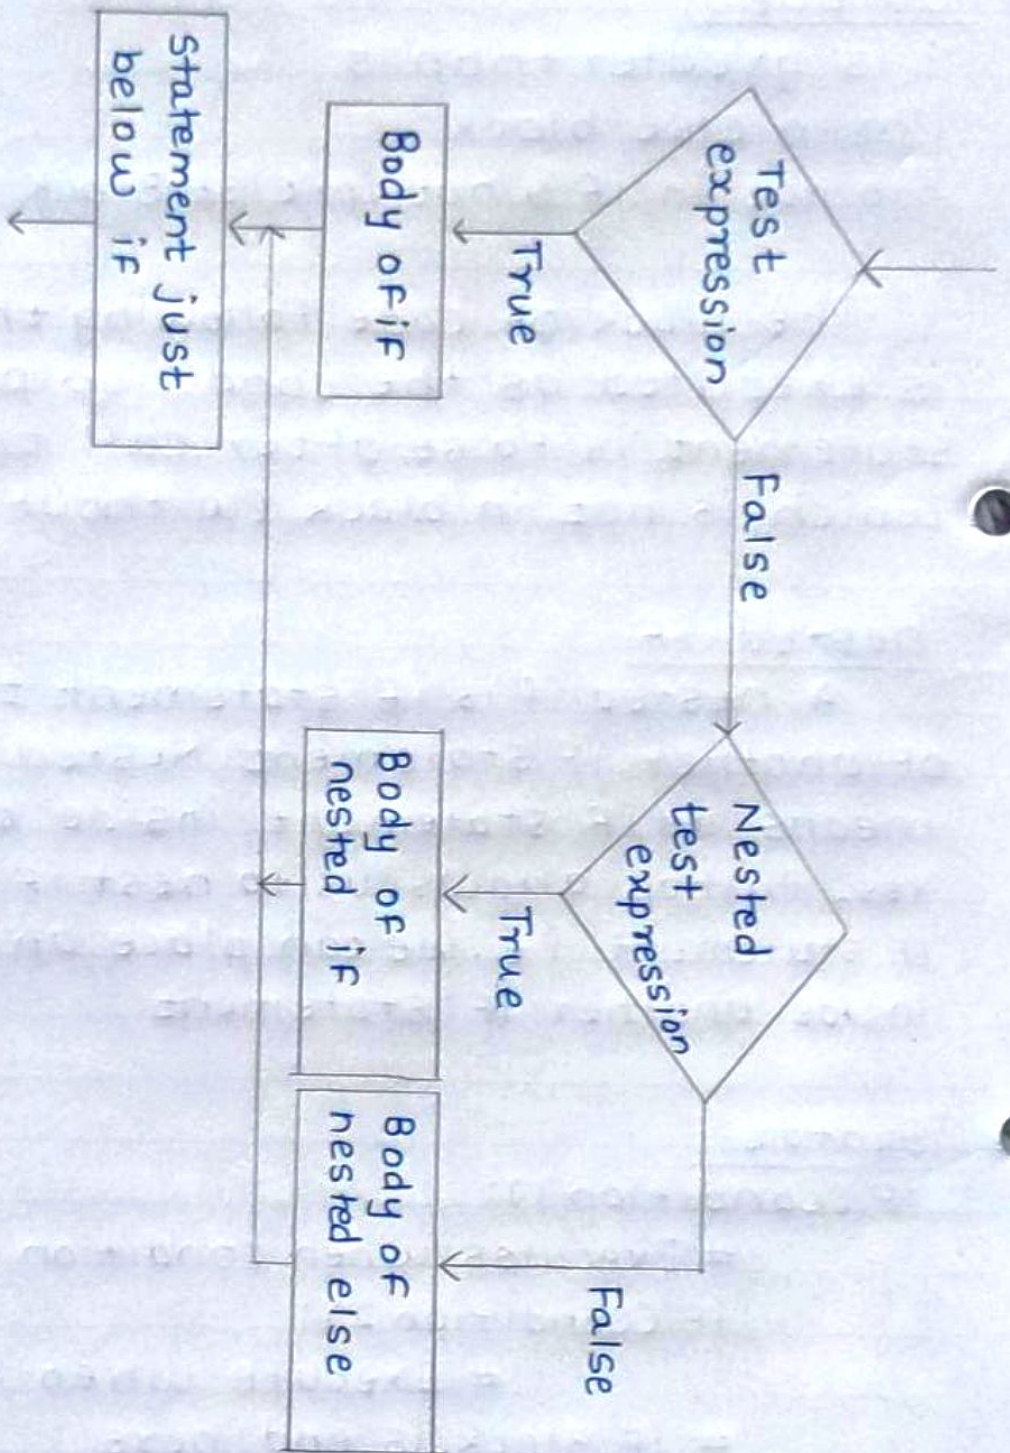 Test
expression
True
Body of if
Statement just
below if
False
Nested
test
expression
True
Body of
nested if
False
Body of
nested else